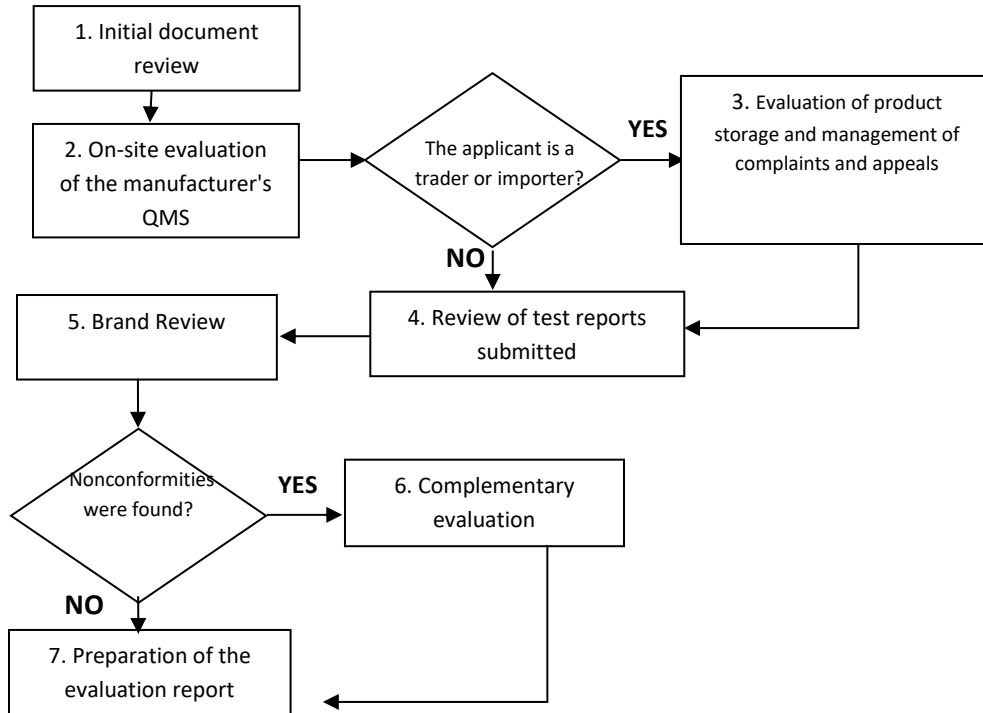 1. Initial document
review
2. On-site evaluation
of the manufacturer's
QMS
The applicant is a
trader or importer?
YES
3. Evaluation of product
storage and management of
complaints and appeals
NO
4. Review of test reports
submitted
5. Brand Review
Nonconformities
were found?
YES
6. Complementary
evaluation
NO
7. Preparation of the
evaluation report